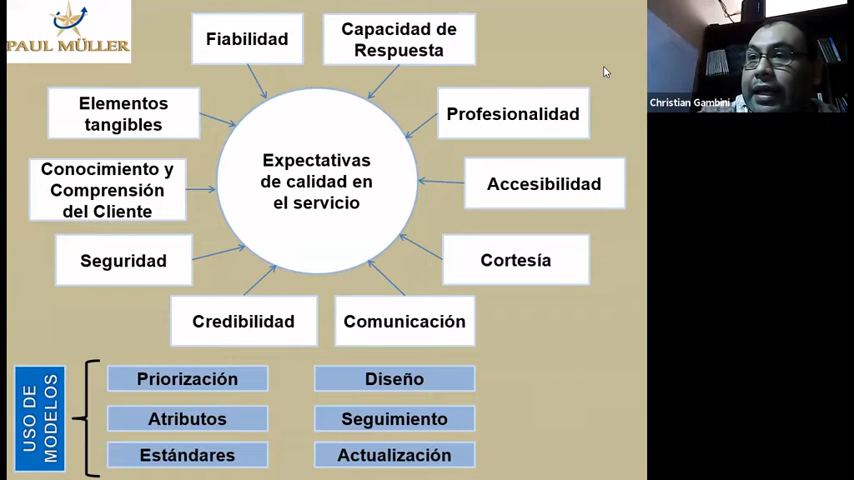 PAUL MÜLLER
Fiabilidad
Capacidad de
Respuesta
Elementos
tangibles
Profesionalidad
Conocimiento y
Comprensión
del Cliente
Expectativas
de calidad en
el servicio
Accesibilidad
Seguridad
Cortesía
Credibilidad
Comunicación
USO DE
MODELOS
Priorización
Diseño
Atributos
Seguimiento
Estándares
Actualización
Christian Gambini